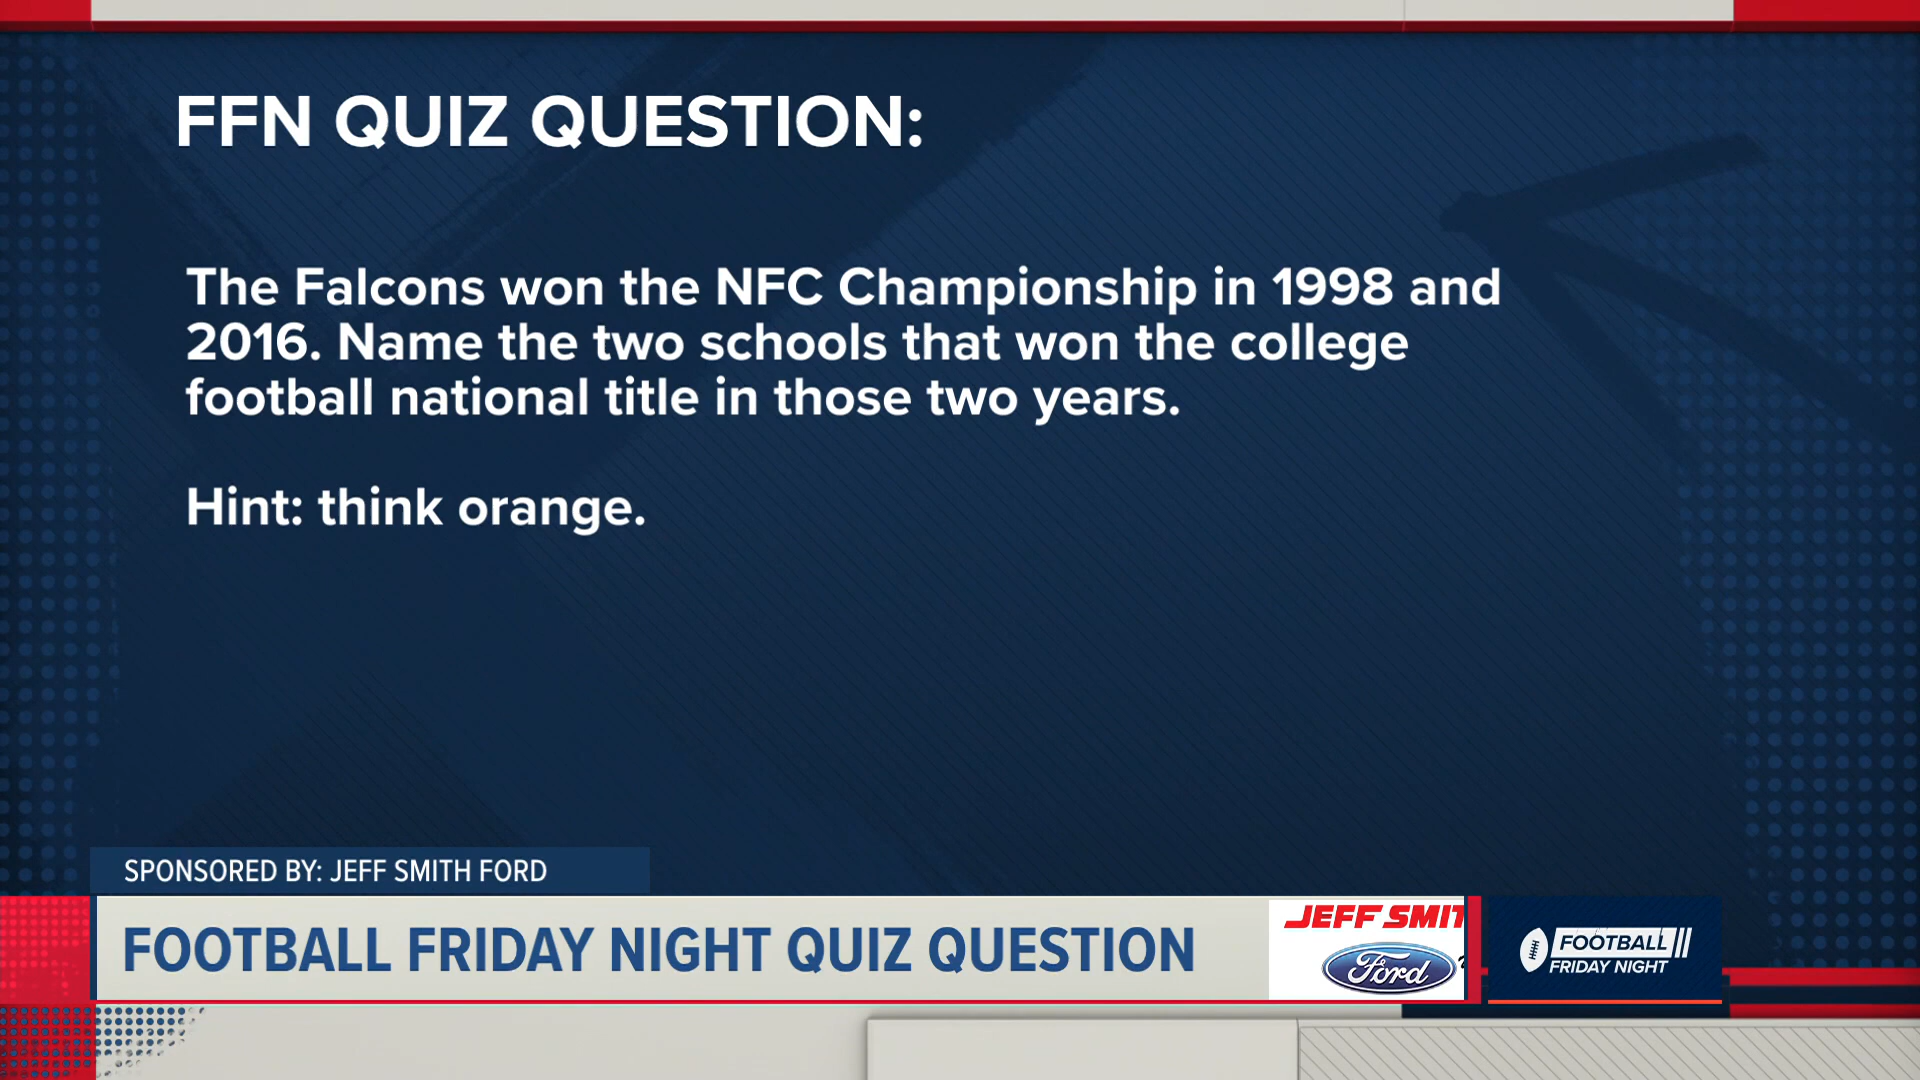 FFN QUIZ QUESTION:
The Falcons won the NFC Championship in 1998 and
2016. Name the two schools that won the college
football national title in those two years.
Hint: think orange.
SPONSORED BY: JEFF SMITH FORD
FOOTBALL FRIDAY NIGHT QUIZ QUESTION
JEFF SMIT
Ford
FOOTBALL
FRIDAY NIGHT